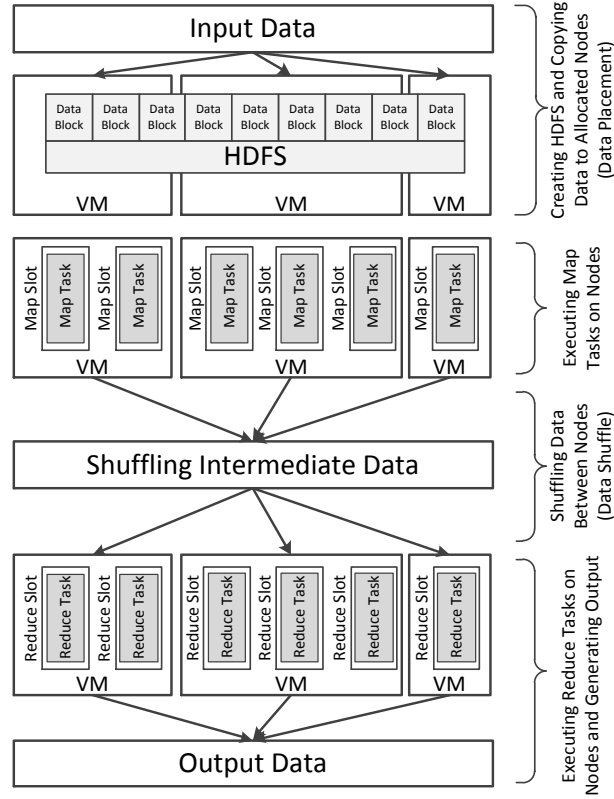 Input Data
Data Block
Data Block
Data Block
Data Block
Data Block
Data Block
Data Block
Data Block
Data Block
HDFS
VM
VM
VM
Creating HDFS and Copying
Data to Allocated Nodes
(Data Placement)
Map Slot
Map Task
Map Slot
Map Task
Map Slot
Map Task
Map Slot
Map Task
Map Slot
Map Task
Map Slot
Map Task
VM
VM
VM
Executing Map
Tasks on Nodes
Shuffling Intermediate Data
Shuffling Data
Between Nodes
(Data Shuffle)
Reduce Slot
Reduce Task
Reduce Slot
Reduce Task
Reduce Slot
Reduce Task
Reduce Slot
Reduce Task
Reduce Slot
Reduce Task
Reduce Slot
Reduce Task
VM
VM
VM
Executing Reduce Tasks on
Nodes and Generating Output
Output Data